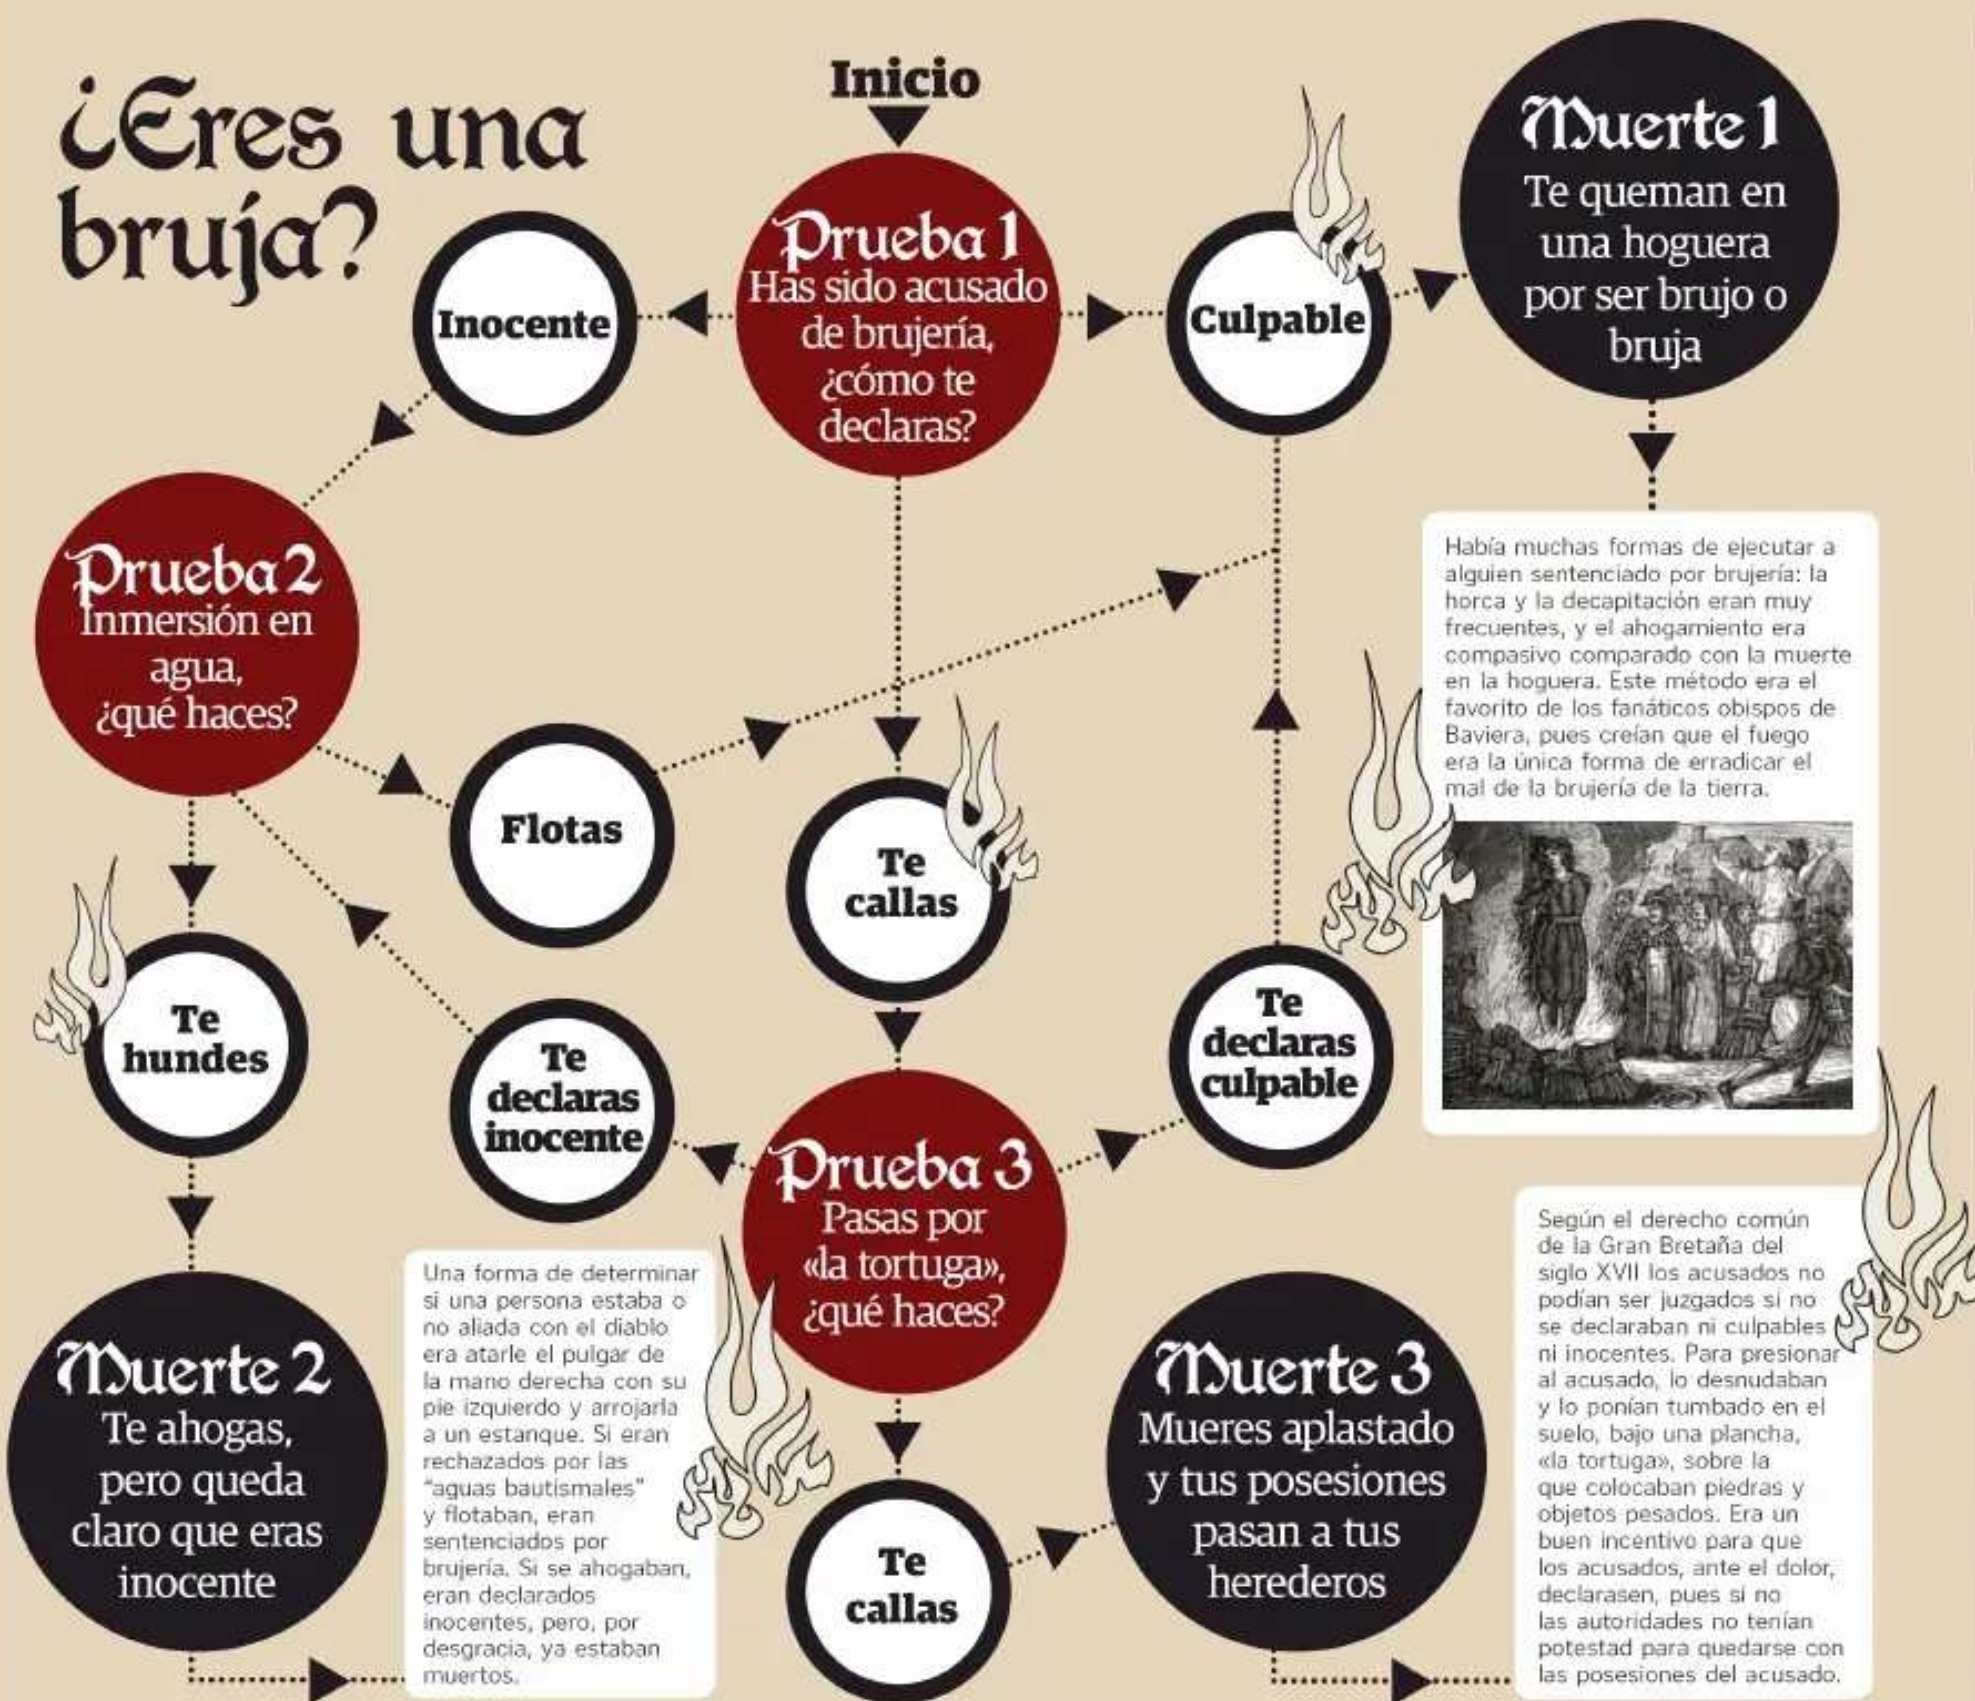 ¿Eres una
bruja?
Inicio
Prueba 1
Has sido acusado
de brujería,
¿cómo te
declaras?
Inocente
Culpable
Muerte 1
Te queman en
una hoguera
por ser brujo o
bruja
Había muchas formas de ejecutar a
alguien sentenciado por brujería: la
horca y la decapitación eran muy
frecuentes, y el ahogamiento era
compasivo comparado con la muerte
en la hoguera. Este método era el
favorito de los fanáticos obispos de
Baviera, pues creían que el fuego
era la única forma de erradicar el
mal de la brujería de la tierra.
Prueba 2
Inmersión en
agua,
¿qué haces?
Flotas
Te
callas
Te
hundes
Te
declaras
inocente
Te
declaras
culpable
Prueba 3
Pasas por
«la tortuga»,
¿qué haces?
Muerte 2
Te ahogas,
pero queda
claro que eras
inocente
Una forma de determinar
si una persona estaba o
no aliada con el diablo
era atarle el pulgar de
la mano derecha con su
pie izquierdo y arrojarla
a un estanque. Si eran
rechazados por las
"aguas bautismales"
y flotaban, eran
sentenciados por
brujería. Si se ahogaban,
eran declarados
inocentes, pero, por
desgracia, ya estaban
muertos.
Te
callas
Muerte 3
Mueres aplastado
y tus posesiones
pasan a tus
herederos
Según el derecho común
de la Gran Bretaña del
siglo XVII los acusados no
podían ser juzgados si no
se declaraban ni culpables
ni inocentes. Para presionar
al acusado, lo desnudaban
y lo ponían tumbado en el
suelo, bajo una plancha,
«la tortuga», sobre la
que colocaban piedras y
objetos pesados. Era un
buen incentivo para que
los acusados, ante el dolor,
declarasen, pues si no
las autoridades no tenían
potestad para quedarse con
las posesiones del acusado.